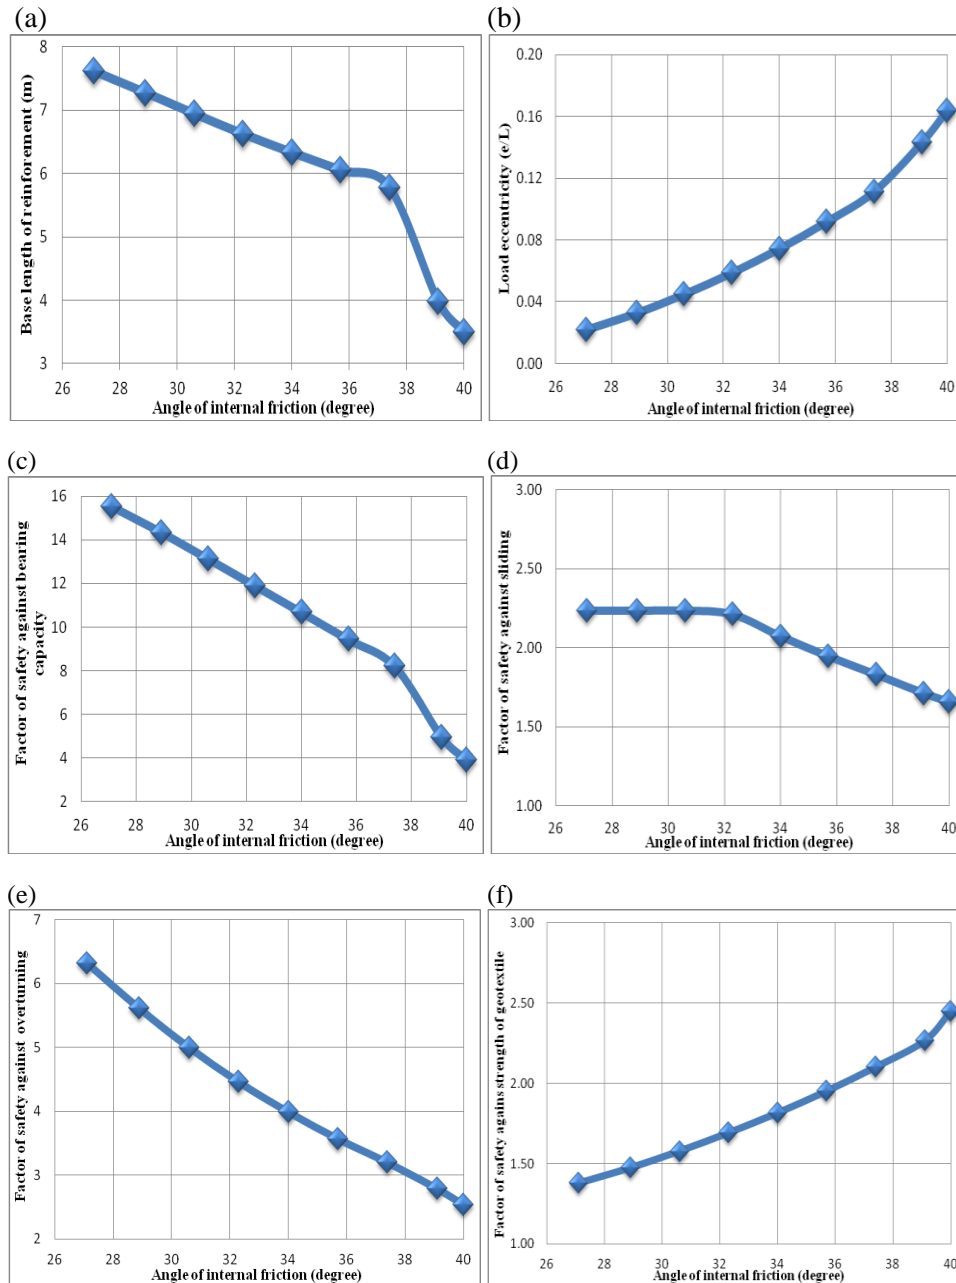 (a)
Base length of reinforement (m)
8
7
6
5
4
3
26 28 30 32 34 36 38 40
Angle of internal friction (degree)
(b)
Load eccentricity (e/L)
0.20
0.16
0.12
0.08
0.04
0.00
26 28 30 32 34 36 38 40
Angle of internal friction (degree)
(c)
Factor of safety against bearing
capacity
16
14
12
10
8
6
4
2
26 28 30 32 34 36 38 40
Angle of internal friction (degree)
(d)
Factor of safety against sliding
3.00
2.50
2.00
1.50
1.00
26 28 30 32 34 36 38 40
Angle of internal friction (degree)
(e)
Factor of safety against overturning
7
6
5
4
3
2
26 28 30 32 34 36 38 40
Angle of internal friction (degree)
(f)
Factor of safety agains strength of geotextile
3.00
2.50
2.00
1.50
1.00
26 28 30 32 34 36 38 40
Angle of internal friction (degree)